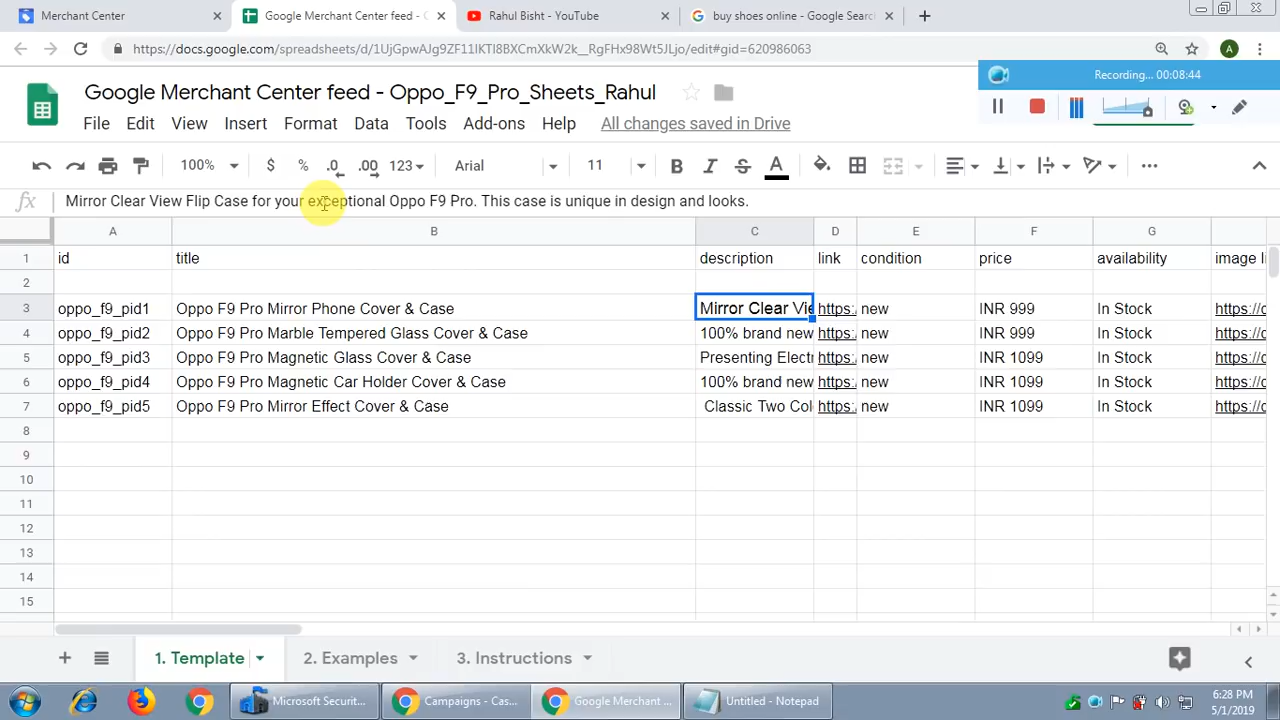 Merchant Center
Google Merchant Center feed -
Rahul Bisht - YouTube
buy shoes online - Google Searc
https://docs.google.com/spreadsheets/d/1UjGpwAJg9ZF11IKTI8BXCmXkW2k__RgFHx98Wt5JLjo/edit#gid=620986063
A
Recording... 00:08:44
Google Merchant Center feed - Oppo_F9_Pro_Sheets_Rahul
File Edit View Insert Format Data Tools Add-ons Help All changes saved in Drive
100% $ % .0 .00 123 Arial 11 B I S A
fx Mirror Clear View Flip Case for your exceptional Oppo F9 Pro. This case is unique in design and looks.
A B C D E F G
1 id title description link condition price availability image li
2
3 oppo_f9_pid1 Oppo F9 Pro Mirror Phone Cover & Case Mirror Clear Vie https: new INR 999 In Stock https://c
4 oppo_f9_pid2 Oppo F9 Pro Marble Tempered Glass Cover & Case 100% brand new https: new INR 999 In Stock https://c
5 oppo_f9_pid3 Oppo F9 Pro Magnetic Glass Cover & Case Presenting Electr https: new INR 1099 In Stock https://c
6 oppo_f9_pid4 Oppo F9 Pro Magnetic Car Holder Cover & Case 100% brand new https: new INR 1099 In Stock https://c
7 oppo_f9_pid5 Oppo F9 Pro Mirror Effect Cover & Case Classic Two Col https: new INR 1099 In Stock https://c
8
9
10
11
12
13
14
15
1. Template 2. Examples 3. Instructions
Microsoft Securit... Campaigns - Cas... Google Merchant ... Untitled - Notepad
6:28 PM
5/1/2019